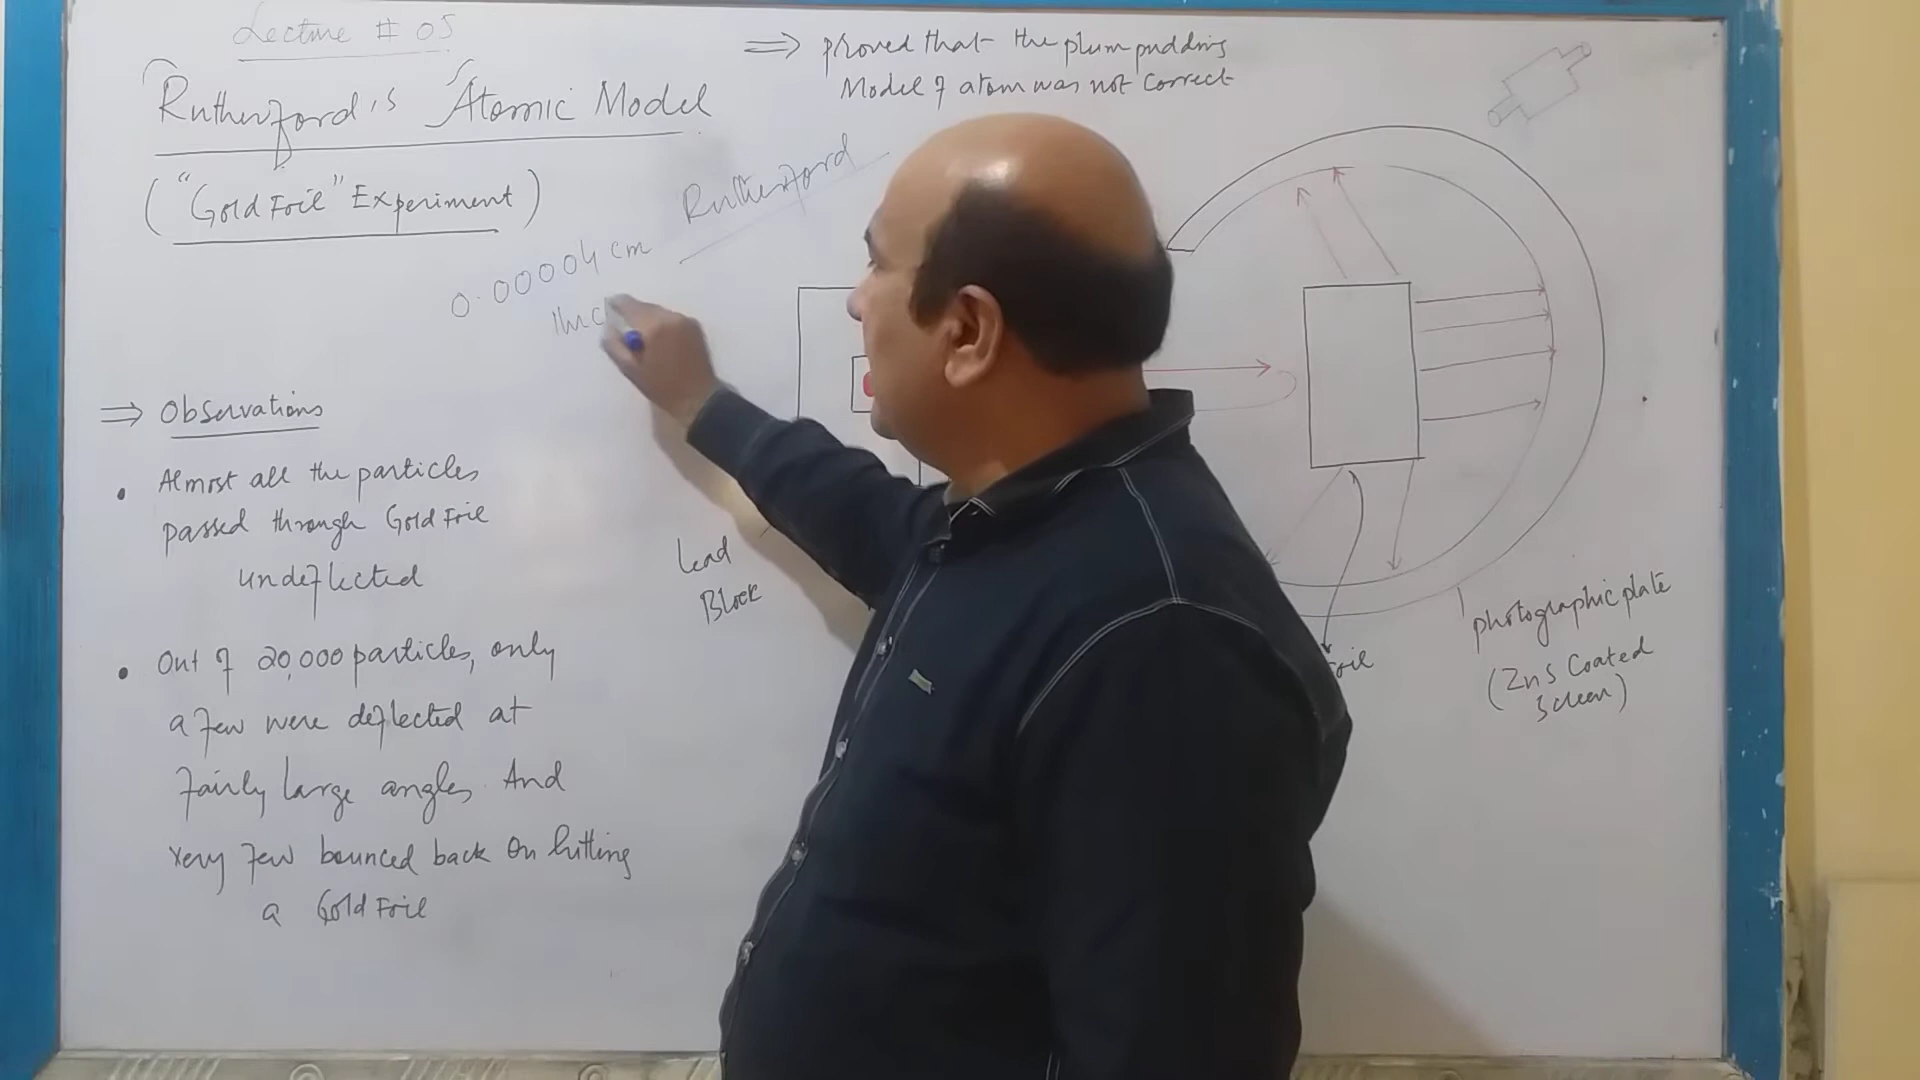 Lecture # 05
Rutherford's Atomic Model
("Gold Foil" Experiment)
⇒ proved that the plum pudding
Model of atom was not correct
Rutherford
0.00004 cm
⇒ Observations
• Almost all the particles
passed through Gold Foil
undeflected
• Out of 20,000 particles, only
a few were deflected at
fairly large angles. And
very few bounced back on hitting
a Gold Foil
Lead
Block
Foil
photographic plate
(ZnS Coated
Screen)